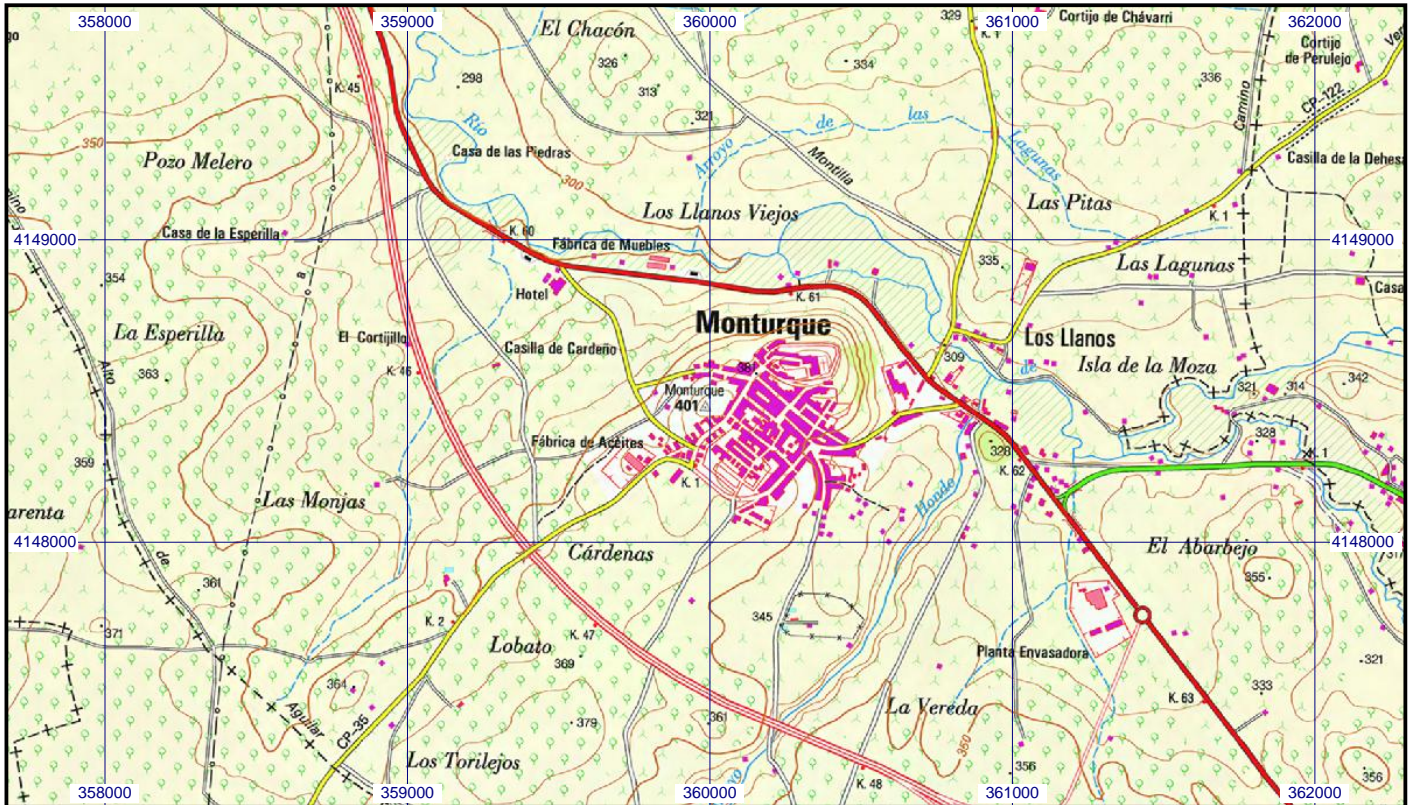 358000
359000
360000
361000
362000
El Chacón
329
K. 1
Cortijo de Chávarri
Cortijo
de Perulejo
326
298
313
334
336
321
K. 45
CP-122
Camino
350
Río
de
las
Arroyo
Lagunas
Pozo Melero
Casa de las Piedras
Montilla
Casilla de la Dehesa
300
Los Llanos Viejos
Las Pitas
K. 1
4149000
Casa de la Esperilla
K. 60
Fábrica de Muebles
4149000
354
a
335
Las Lagunas
Hotel
K. 61
Casa
La Esperilla
Monturque
El Cortijillo
Casilla de Cardeño
309
Los Llanos
de
Isla de la Moza
Alto
363
K. 46
381
Monturque
401
321
314
342
Fábrica de Aceites
328
328
359
K. 1
K. 62
K. 1
Las Monjas
Hondo
arenta
4148000
Cárdenas
El Abarbejo
4148000
317
de
361
355
371
K. 2
K. 47
345
Lobato
369
Planta Envasadora
321
364
333
K. 63
Aguilar
CP-35
379
361
La Vereda
350
Los Torilejos
K. 48
356
356
358000
359000
360000
361000
362000